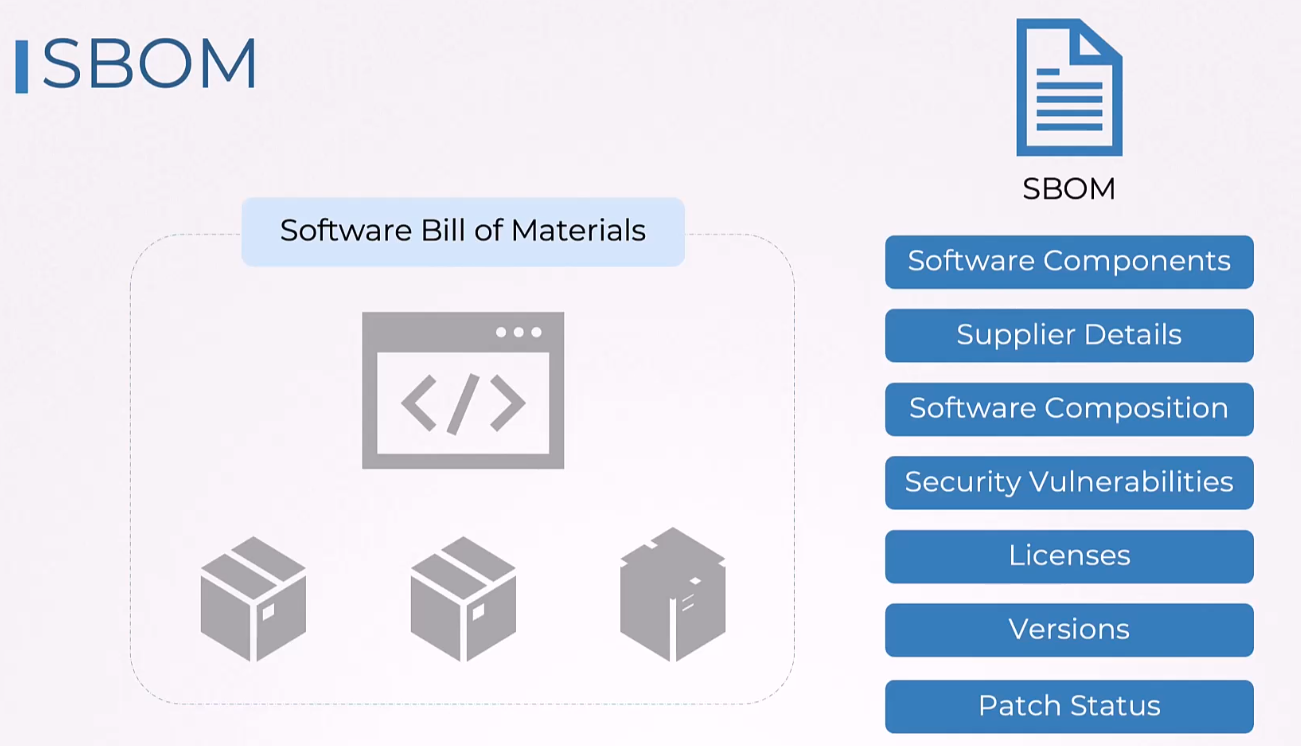 SBOM
Software Bill of Materials
</>
SBOM
Software Components
Supplier Details
Software Composition
Security Vulnerabilities
Licenses
Versions
Patch Status